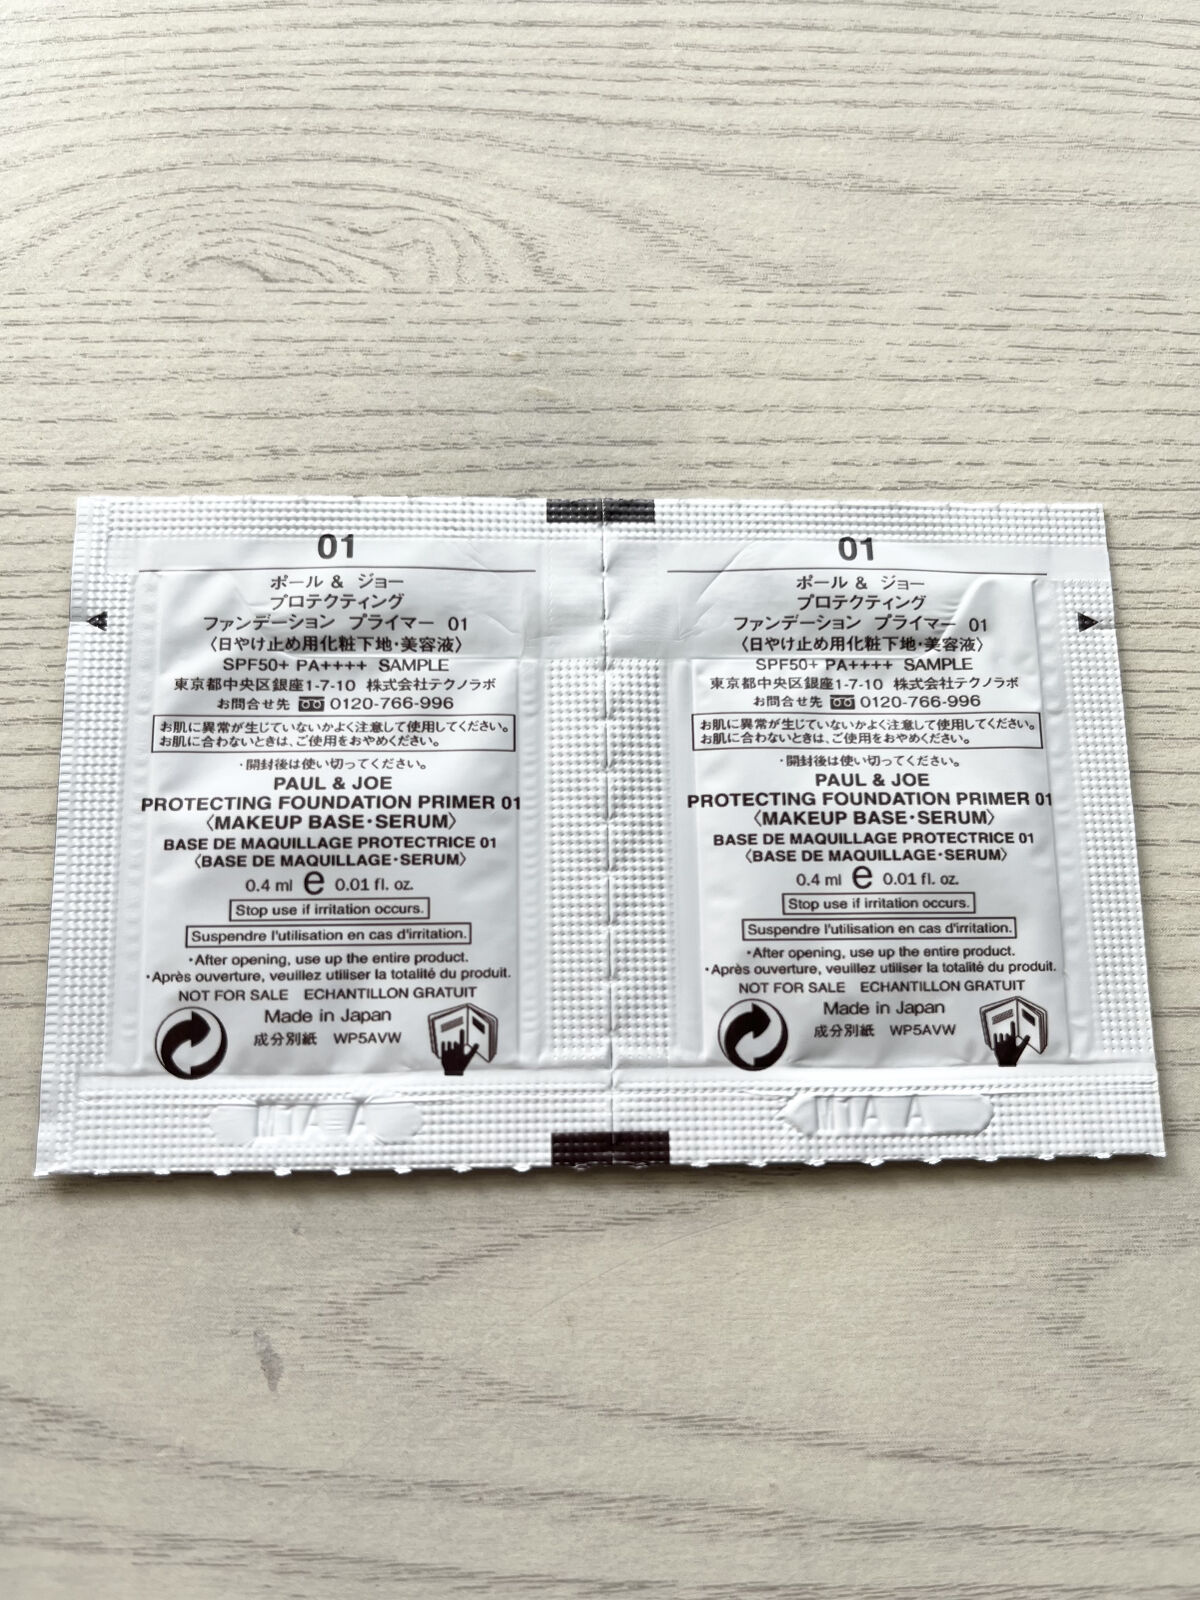 01
ポール & ジョー
プロテクティング
ファンデーション プライマー 01
〈日やけ止め用化粧下地・美容液〉
SPF50+ PA++++ SAMPLE
東京都中央区銀座1-7-10 株式会社テクノラボ
お問合せ先 0120-766-996
お肌に異常が生じていないかよく注意して使用してください。
お肌に合わないときは、ご使用をおやめください。
・開封後は使い切ってください。
PAUL & JOE
PROTECTING FOUNDATION PRIMER 01
〈MAKEUP BASE・SERUM〉
BASE DE MAQUILLAGE PROTECTRICE 01
〈BASE DE MAQUILLAGE・SERUM〉
0.4 ml e 0.01 fl. oz.
Stop use if irritation occurs.
Suspendre l'utilisation en cas d'irritation.
・After opening, use up the entire product.
・Après ouverture, veuillez utiliser la totalité du produit.
NOT FOR SALE ECHANTILLON GRATUIT
Made in Japan
成分別紙 WP5AVW
01
ポール & ジョー
プロテクティング
ファンデーション プライマー 01
〈日やけ止め用化粧下地・美容液〉
SPF50+ PA++++ SAMPLE
東京都中央区銀座1-7-10 株式会社テクノラボ
お問合せ先 0120-766-996
お肌に異常が生じていないかよく注意して使用してください。
お肌に合わないときは、ご使用をおやめください。
・開封後は使い切ってください。
PAUL & JOE
PROTECTING FOUNDATION PRIMER 01
〈MAKEUP BASE・SERUM〉
BASE DE MAQUILLAGE PROTECTRICE 01
〈BASE DE MAQUILLAGE・SERUM〉
0.4 ml e 0.01 fl. oz.
Stop use if irritation occurs.
Suspendre l'utilisation en cas d'irritation.
・After opening, use up the entire product.
・Après ouverture, veuillez utiliser la totalité du produit.
NOT FOR SALE ECHANTILLON GRATUIT
Made in Japan
成分別紙 WP5AVW